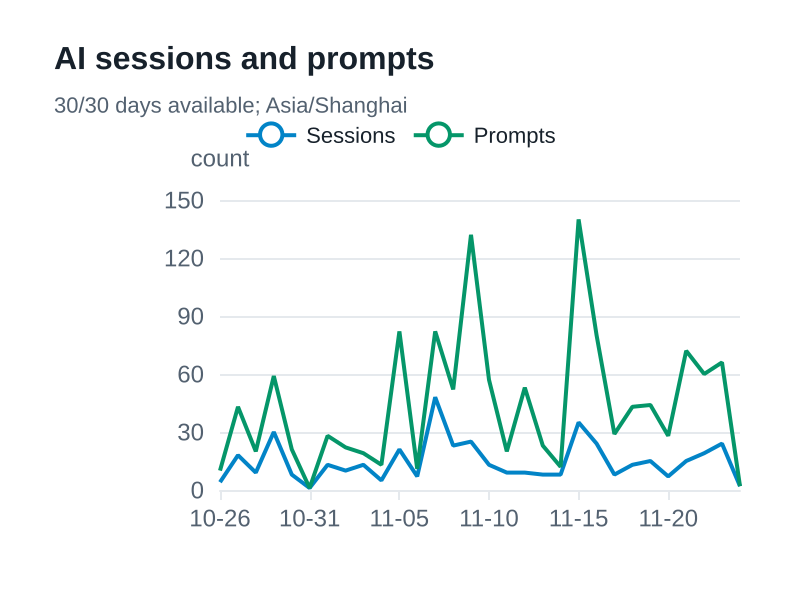 AI sessions and prompts
30/30 days available; Asia/Shanghai
Sessions Prompts
count
150
120
90
60
30
0
10-26 10-31 11-05 11-10 11-15 11-20